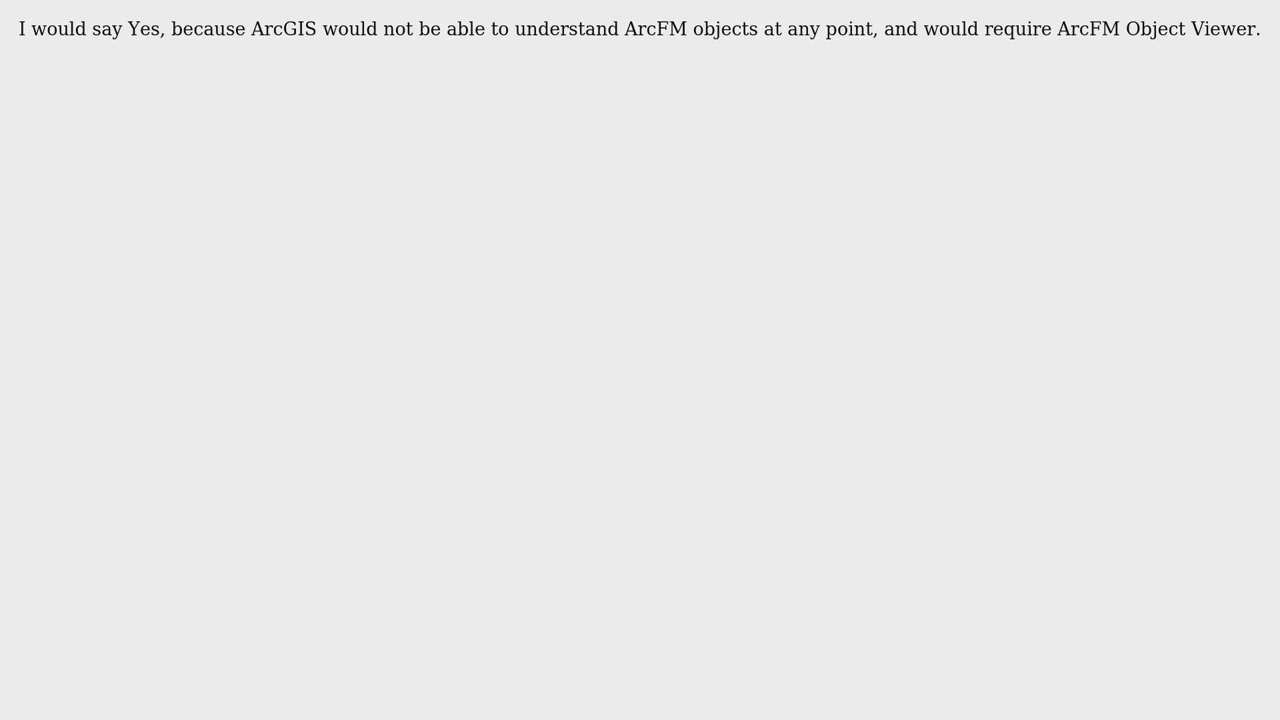 I would say Yes, because ArcGIS would not be able to understand ArcFM objects at any point, and would require ArcFM Object Viewer.